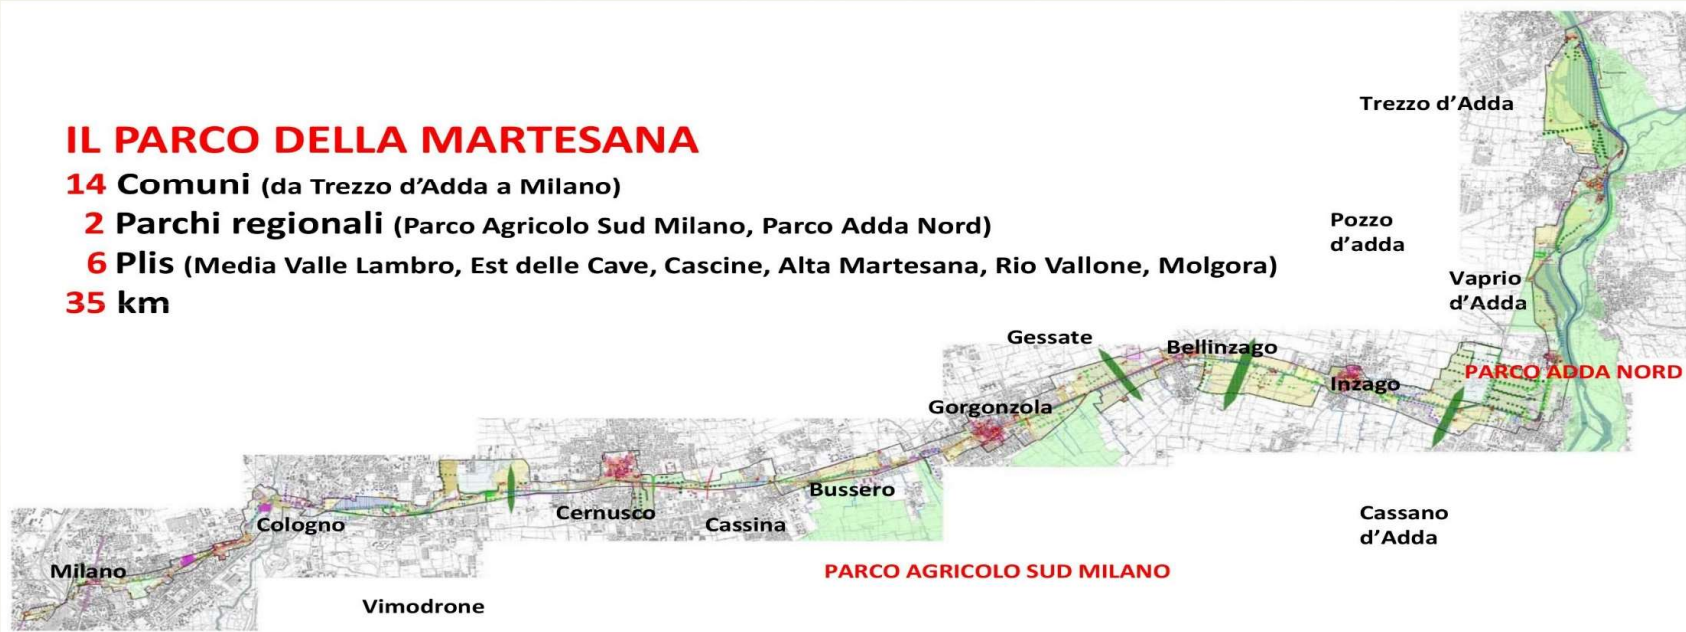 IL PARCO DELLA MARTESANA
14 Comuni (da Trezzo d'Adda a Milano)
2 Parchi regionali (Parco Agricolo Sud Milano, Parco Adda Nord)
6 Plis (Media Valle Lambro, Est delle Cave, Cascine, Alta Martesana, Rio Vallone, Molgora)
35 km
Trezzo d'Adda
Pozzo
d'adda
Vaprio
d'Adda
Gessate
Bellinzago
PARCO ADDA NORD
Inzago
Gorgonzola
Bussero
Cernusco
Cassina
Cologno
Cassano
d'Adda
Milano
PARCO AGRICOLO SUD MILANO
Vimodrone